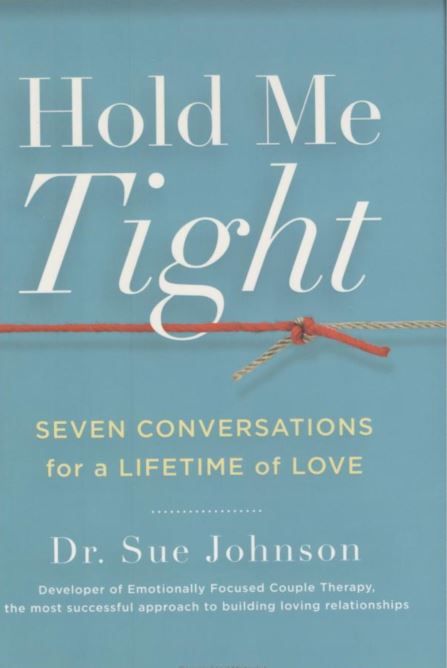 Hold Me
Tight
SEVEN CONVERSATIONS
for a LIFETIME of LOVE
Dr. Sue Johnson
Developer of Emotionally Focused Couple Therapy,
the most successful approach to building loving relationships